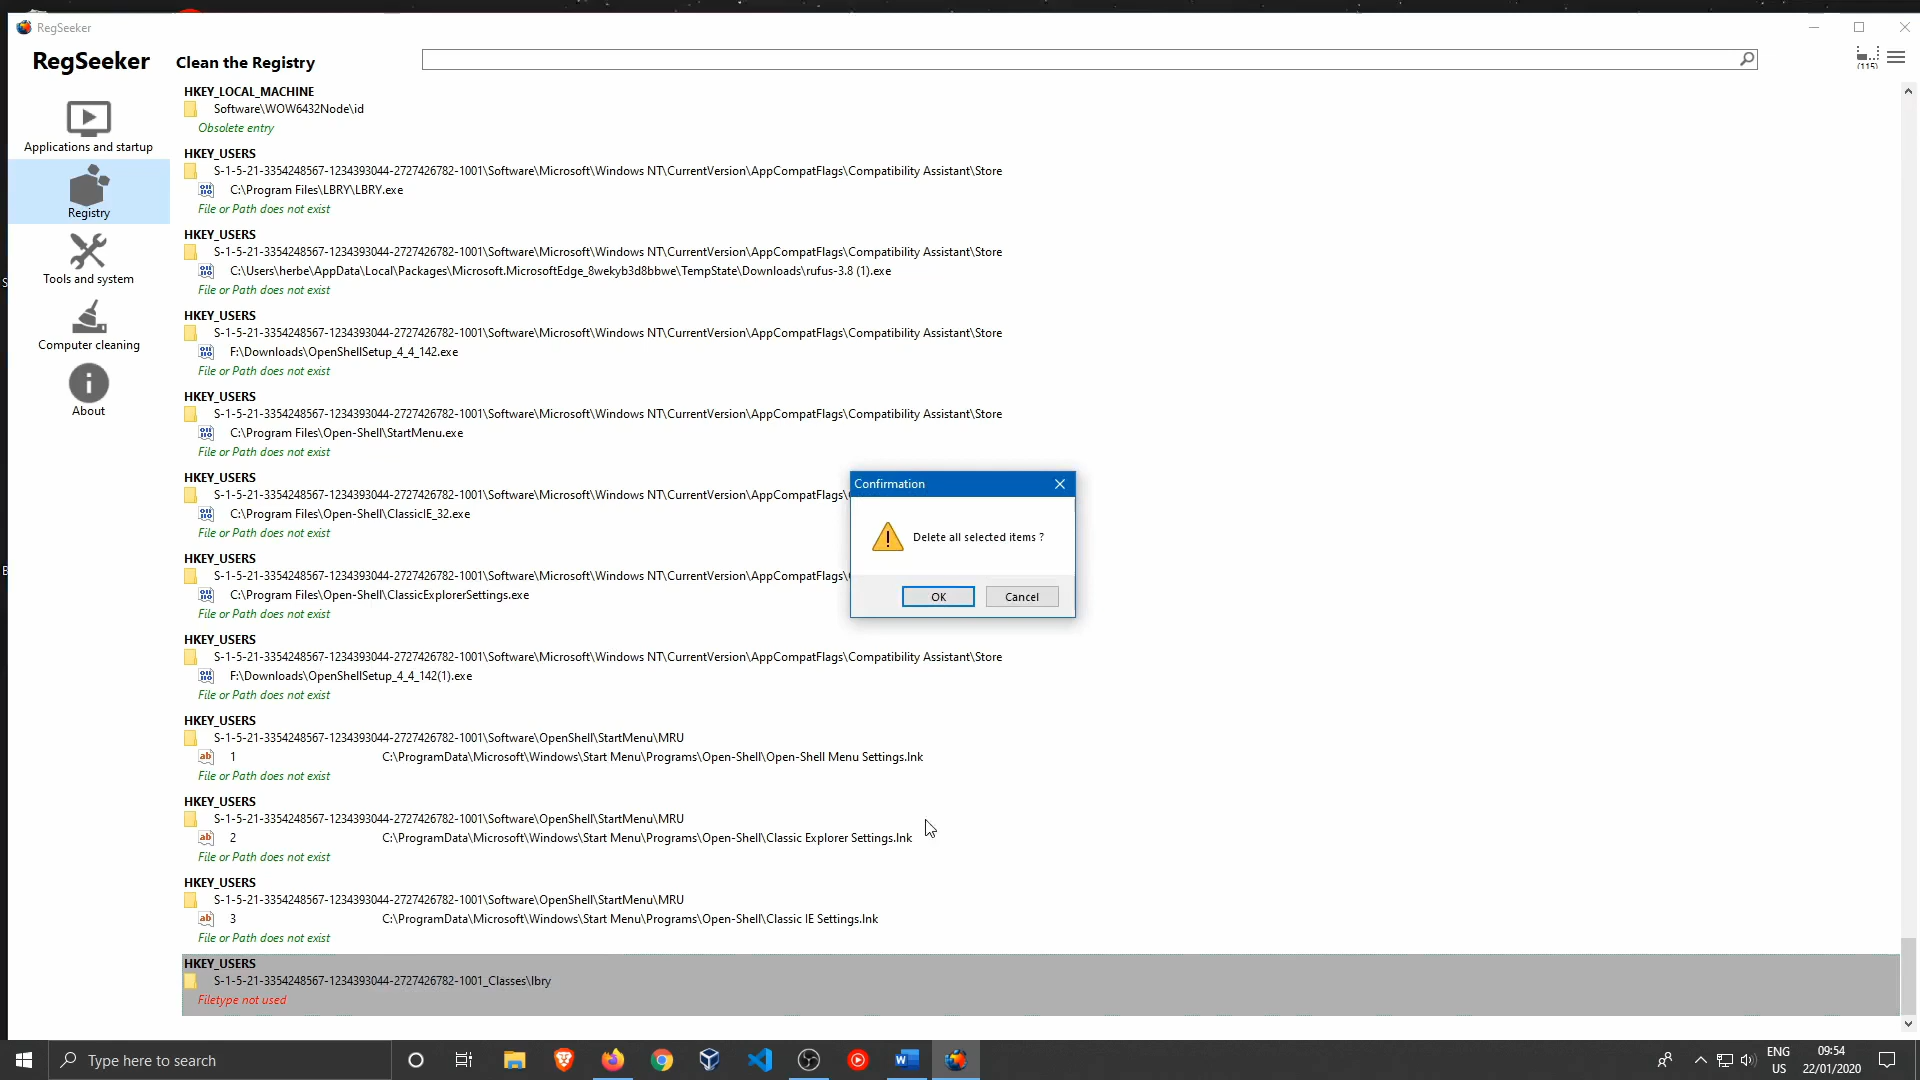 RegSeeker
RegSeeker
Clean the Registry
(115)
Applications and startup
Registry
Tools and system
Computer cleaning
About
HKEY_LOCAL_MACHINE
Software\WOW6432Node\id
Obsolete entry
HKEY_USERS
S-1-5-21-3354248567-1234393044-2727426782-1001\Software\Microsoft\Windows NT\CurrentVersion\AppCompatFlags\Compatibility Assistant\Store
C:\Program Files\LBRY\LBRY.exe
File or Path does not exist
HKEY_USERS
S-1-5-21-3354248567-1234393044-2727426782-1001\Software\Microsoft\Windows NT\CurrentVersion\AppCompatFlags\Compatibility Assistant\Store
C:\Users\herbe\AppData\Local\Packages\Microsoft.MicrosoftEdge_8wekyb3d8bbwe\TempState\Downloads\rufus-3.8 (1).exe
File or Path does not exist
HKEY_USERS
S-1-5-21-3354248567-1234393044-2727426782-1001\Software\Microsoft\Windows NT\CurrentVersion\AppCompatFlags\Compatibility Assistant\Store
F:\Downloads\OpenShellSetup_4_4_142.exe
File or Path does not exist
HKEY_USERS
S-1-5-21-3354248567-1234393044-2727426782-1001\Software\Microsoft\Windows NT\CurrentVersion\AppCompatFlags\Compatibility Assistant\Store
C:\Program Files\Open-Shell\StartMenu.exe
File or Path does not exist
HKEY_USERS
S-1-5-21-3354248567-1234393044-2727426782-1001\Software\Microsoft\Windows NT\CurrentVersion\AppCompatFlags\
C:\Program Files\Open-Shell\ClassicIE_32.exe
File or Path does not exist
HKEY_USERS
S-1-5-21-3354248567-1234393044-2727426782-1001\Software\Microsoft\Windows NT\CurrentVersion\AppCompatFlags\
C:\Program Files\Open-Shell\ClassicExplorerSettings.exe
File or Path does not exist
HKEY_USERS
S-1-5-21-3354248567-1234393044-2727426782-1001\Software\Microsoft\Windows NT\CurrentVersion\AppCompatFlags\Compatibility Assistant\Store
F:\Downloads\OpenShellSetup_4_4_142(1).exe
File or Path does not exist
HKEY_USERS
S-1-5-21-3354248567-1234393044-2727426782-1001\Software\OpenShell\StartMenu\MRU
1 C:\ProgramData\Microsoft\Windows\Start Menu\Programs\Open-Shell\Open-Shell Menu Settings.lnk
File or Path does not exist
HKEY_USERS
S-1-5-21-3354248567-1234393044-2727426782-1001\Software\OpenShell\StartMenu\MRU
2 C:\ProgramData\Microsoft\Windows\Start Menu\Programs\Open-Shell\Classic Explorer Settings.lnk
File or Path does not exist
HKEY_USERS
S-1-5-21-3354248567-1234393044-2727426782-1001\Software\OpenShell\StartMenu\MRU
3 C:\ProgramData\Microsoft\Windows\Start Menu\Programs\Open-Shell\Classic IE Settings.lnk
File or Path does not exist
HKEY_USERS
S-1-5-21-3354248567-1234393044-2727426782-1001_Classes\lbry
Filetype not used
Confirmation
Delete all selected items ?
OK Cancel
Type here to search
ENG
US
09:54
22/01/2020